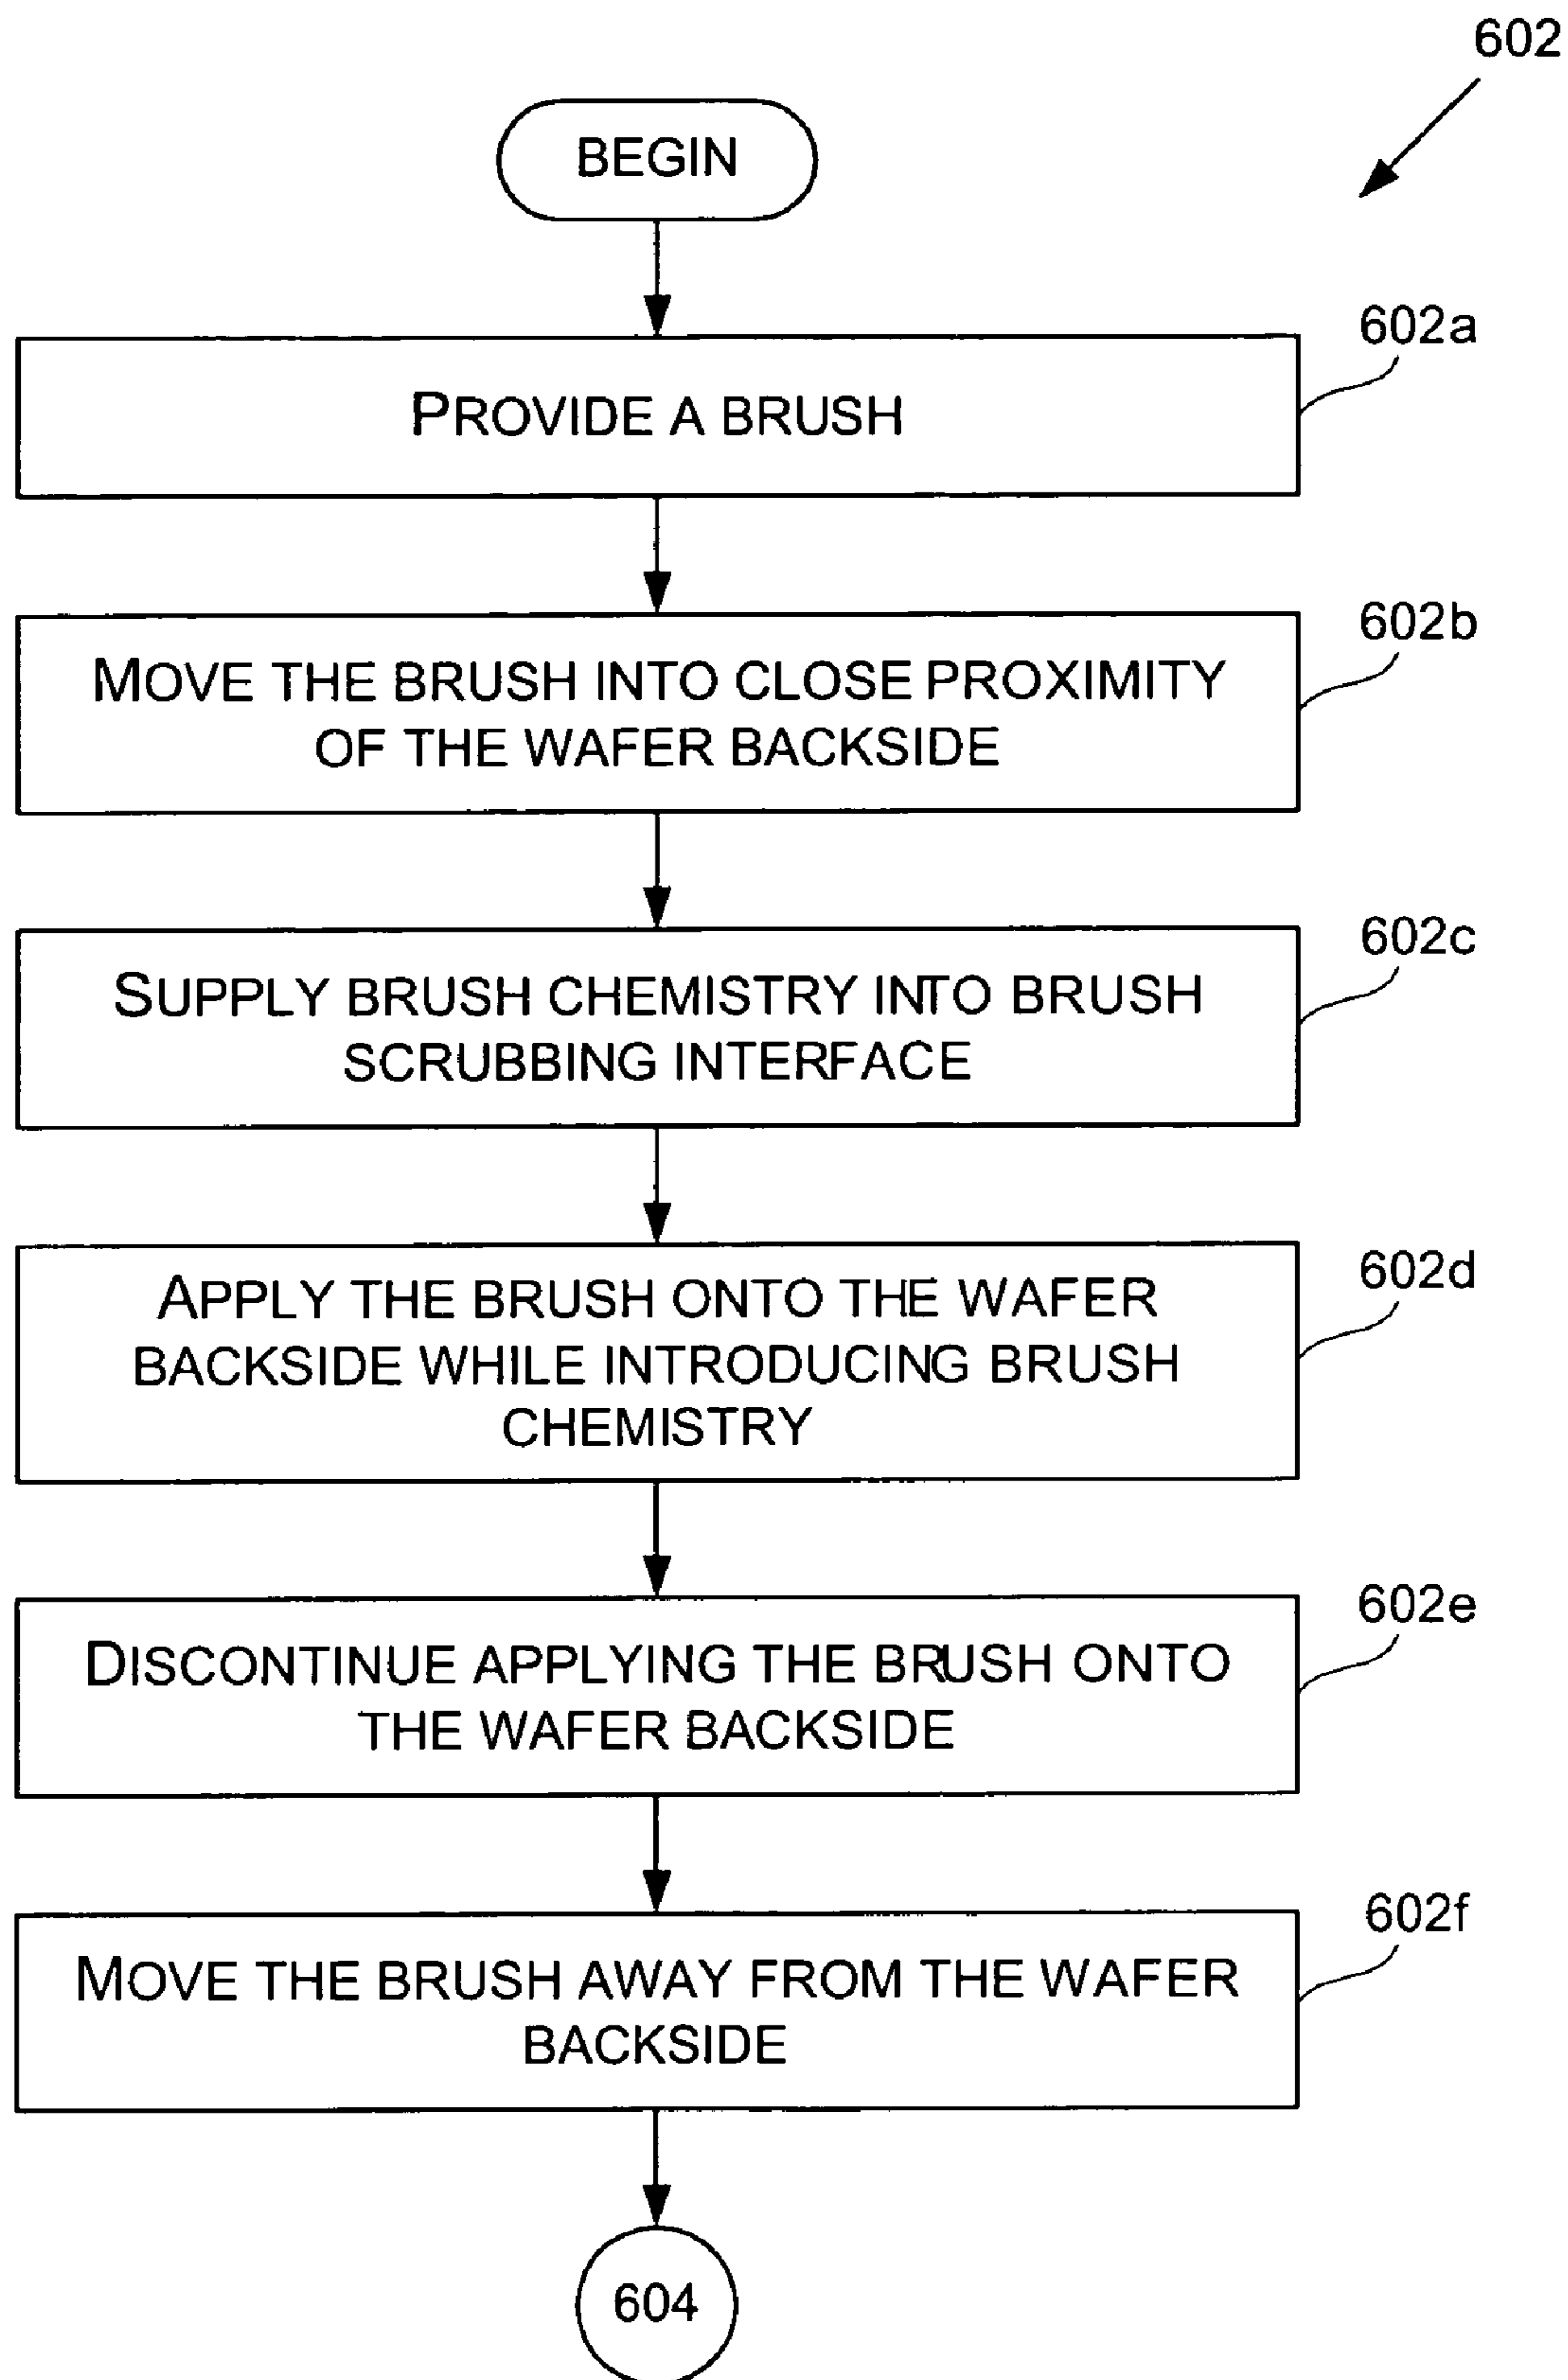 602
BEGIN
602a
PROVIDE A BRUSH
602b
MOVE THE BRUSH INTO CLOSE PROXIMITY
OF THE WAFER BACKSIDE
602c
SUPPLY BRUSH CHEMISTRY INTO BRUSH
SCRUBBING INTERFACE
602d
APPLY THE BRUSH ONTO THE WAFER
BACKSIDE WHILE INTRODUCING BRUSH
CHEMISTRY
602e
DISCONTINUE APPLYING THE BRUSH ONTO
THE WAFER BACKSIDE
602f
MOVE THE BRUSH AWAY FROM THE WAFER
BACKSIDE
604